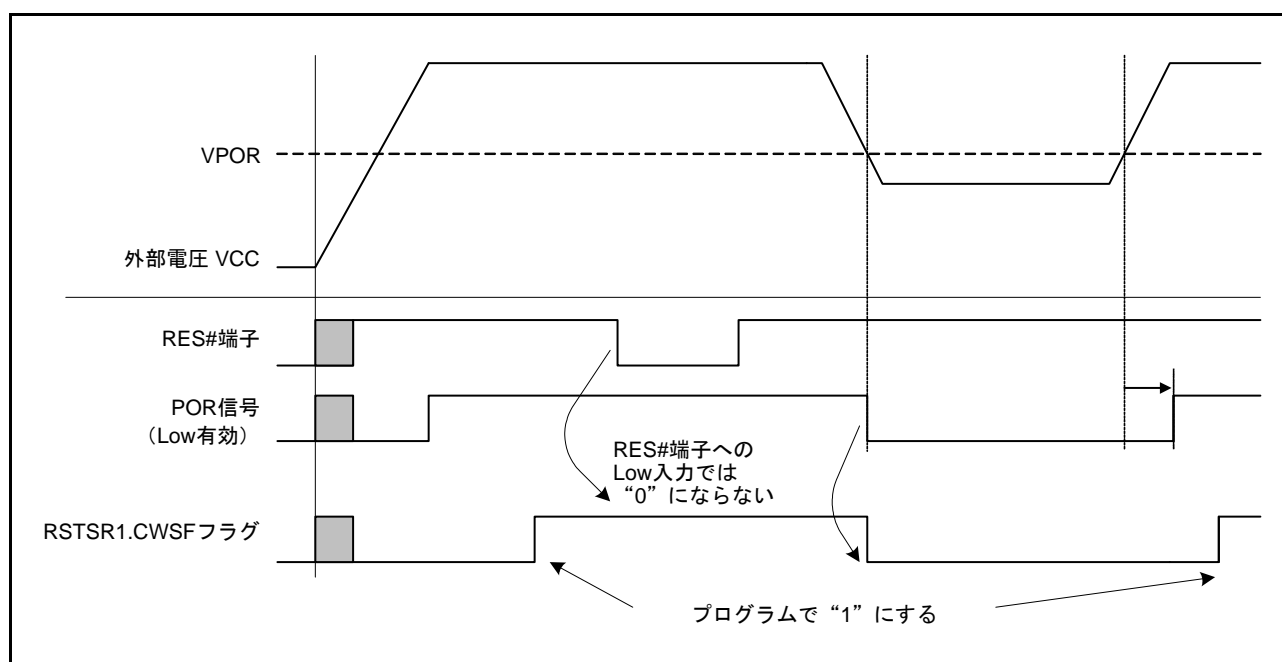 VPOR
外部電圧 VCC
RES#端子
POR信号
（Low有効）
RES#端子への
Low入力では
“0”にならない
RSTSR1.CWSFフラグ
プログラムで“1”にする